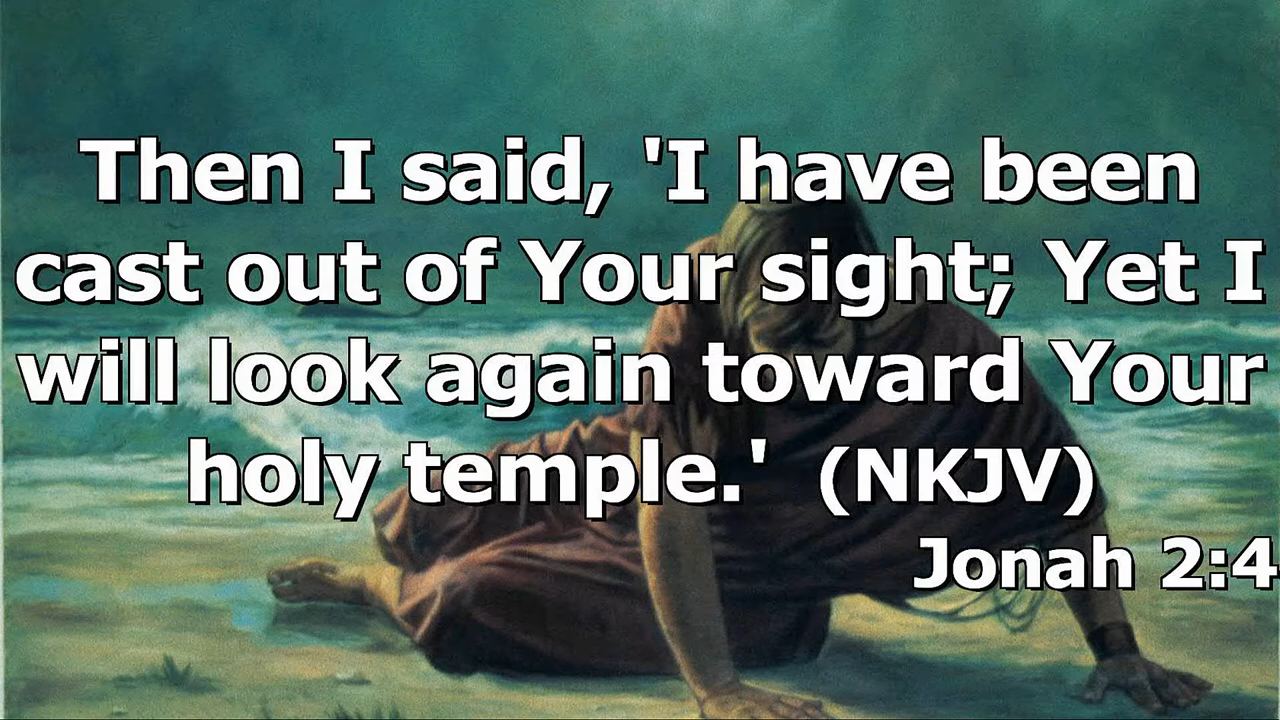 Then I said, 'I have been
cast out of Your sight; Yet I
will look again toward Your
holy temple.' (NKJV)
Jonah 2:4